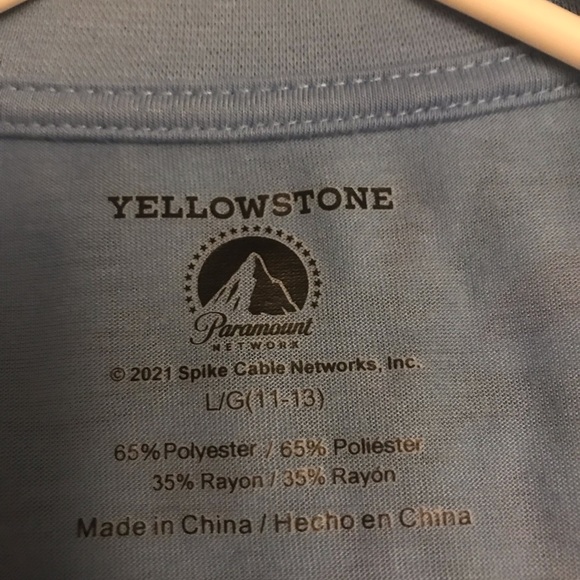 YELLOWSTONE
Paramount
NETWORK
© 2021 Spike Cable Networks, Inc.
L/G(11-13)
65% Polyester / 65% Poliéster
35% Rayon / 35% Rayón
Made in China / Hecho en China